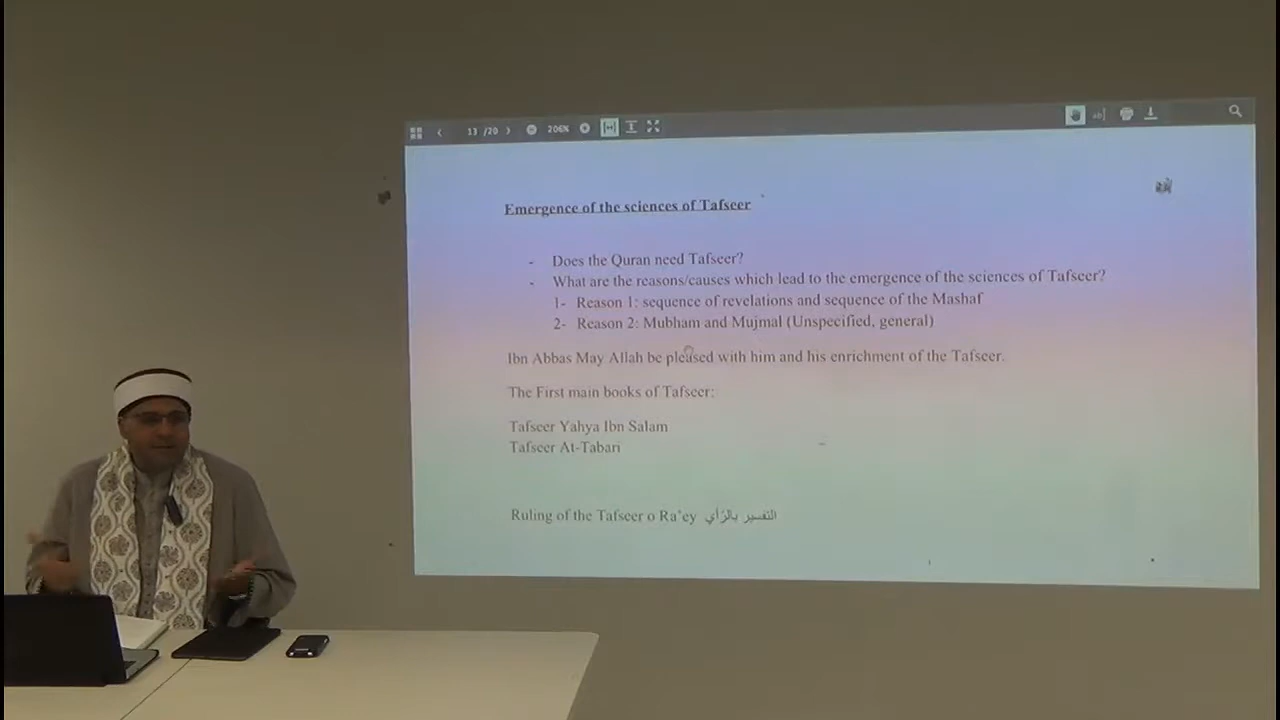 13 /20
206%
Emergence of the sciences of Tafseer
- Does the Quran need Tafseer?
- What are the reasons/causes which lead to the emergence of the sciences of Tafseer?
1- Reason 1: sequence of revelations and sequence of the Mashaf
2- Reason 2: Mubham and Mujmal (Unspecified, general)
Ibn Abbas May Allah be pleased with him and his enrichment of the Tafseer.
The First main books of Tafseer:
Tafseer Yahya Ibn Salam
Tafseer At-Tabari
Ruling of the Tafseer o Ra'ey التفسير بالرّأي